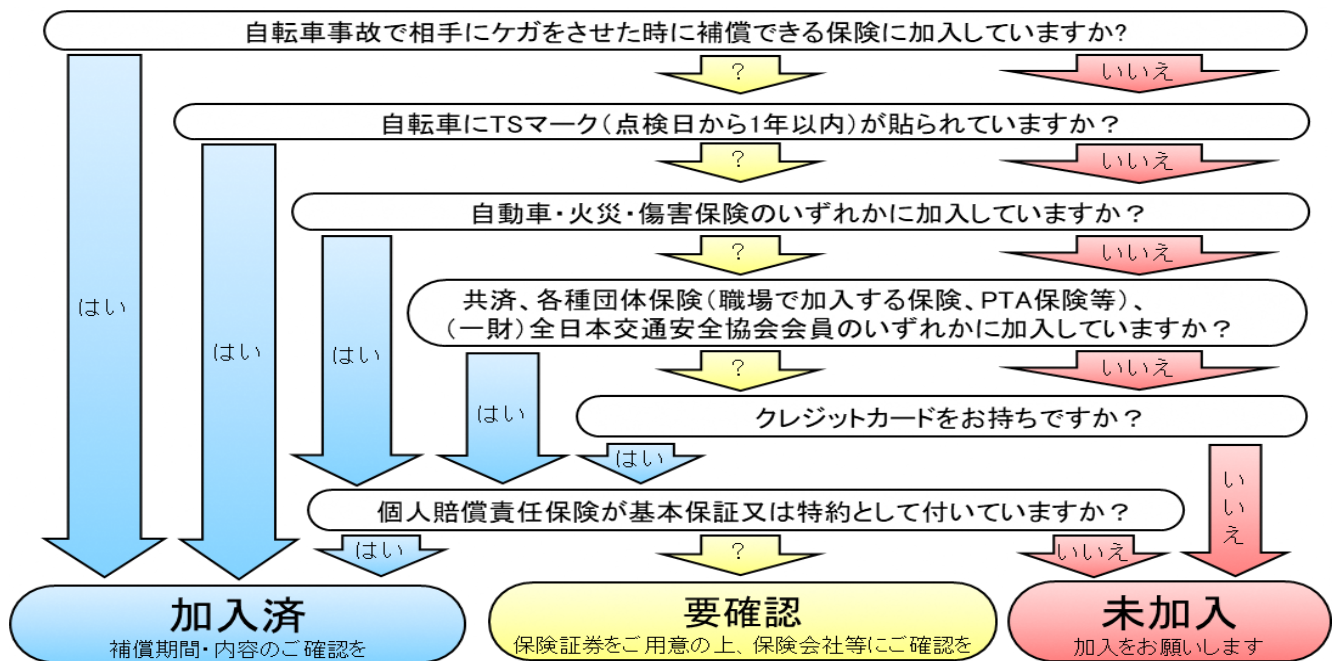 自転車事故で相手にケガをさせた時に補償できる保険に加入していますか?
?
いいえ
自転車にTSマーク(点検日から1年以内)が貼られていますか？
?
いいえ
自動車・火災・傷害保険のいずれかに加入していますか？
?
いいえ
はい
共済、各種団体保険(職場で加入する保険、PTA保険等)、
(一財)全日本交通安全協会会員のいずれかに加入していますか？
はい
はい
?
いいえ
はい
クレジットカードをお持ちですか？
はい
いいえ
個人賠償責任保険が基本保証又は特約として付いていますか？
はい
?
いいえ
加入済
補償期間・内容のご確認を
要確認
保険証券をご用意の上、保険会社等にご確認を
未加入
加入をお願いします